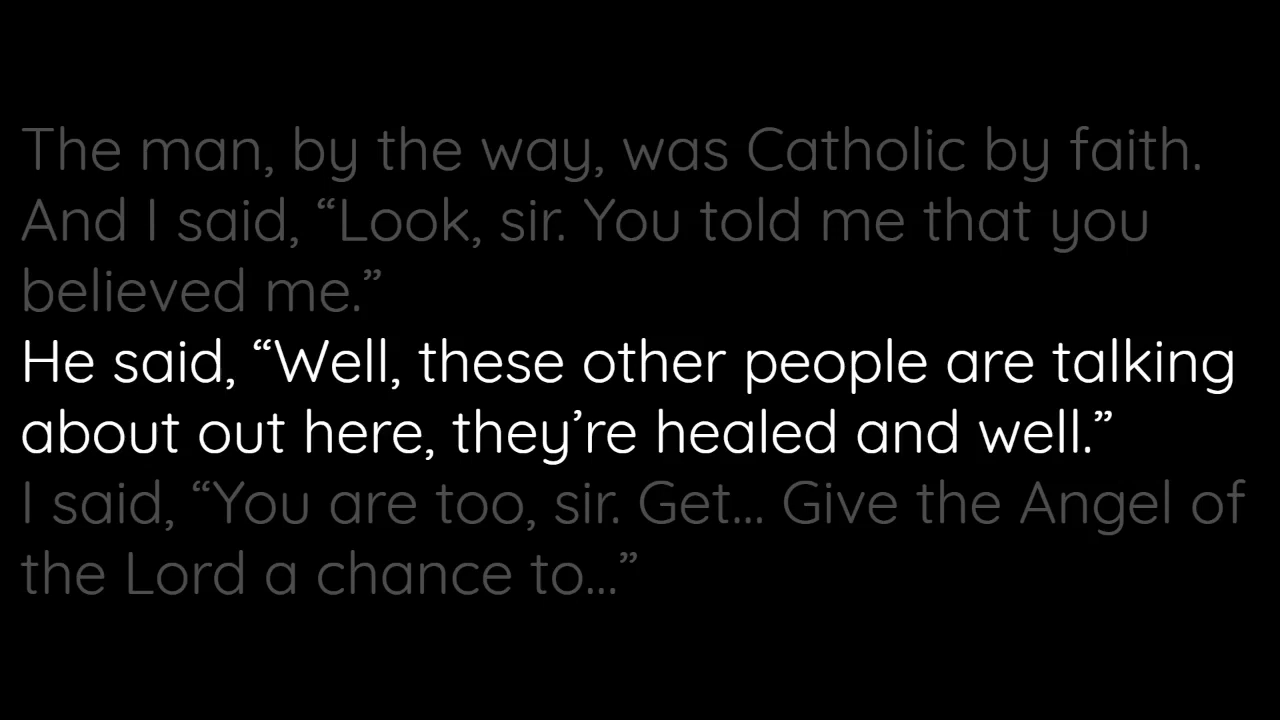 The man, by the way, was Catholic by faith.
And I said, “Look, sir. You told me that you
believed me.”
He said, “Well, these other people are talking
about out here, they’re healed and well.”
I said, “You are too, sir. Get... Give the Angel of
the Lord a chance to...”